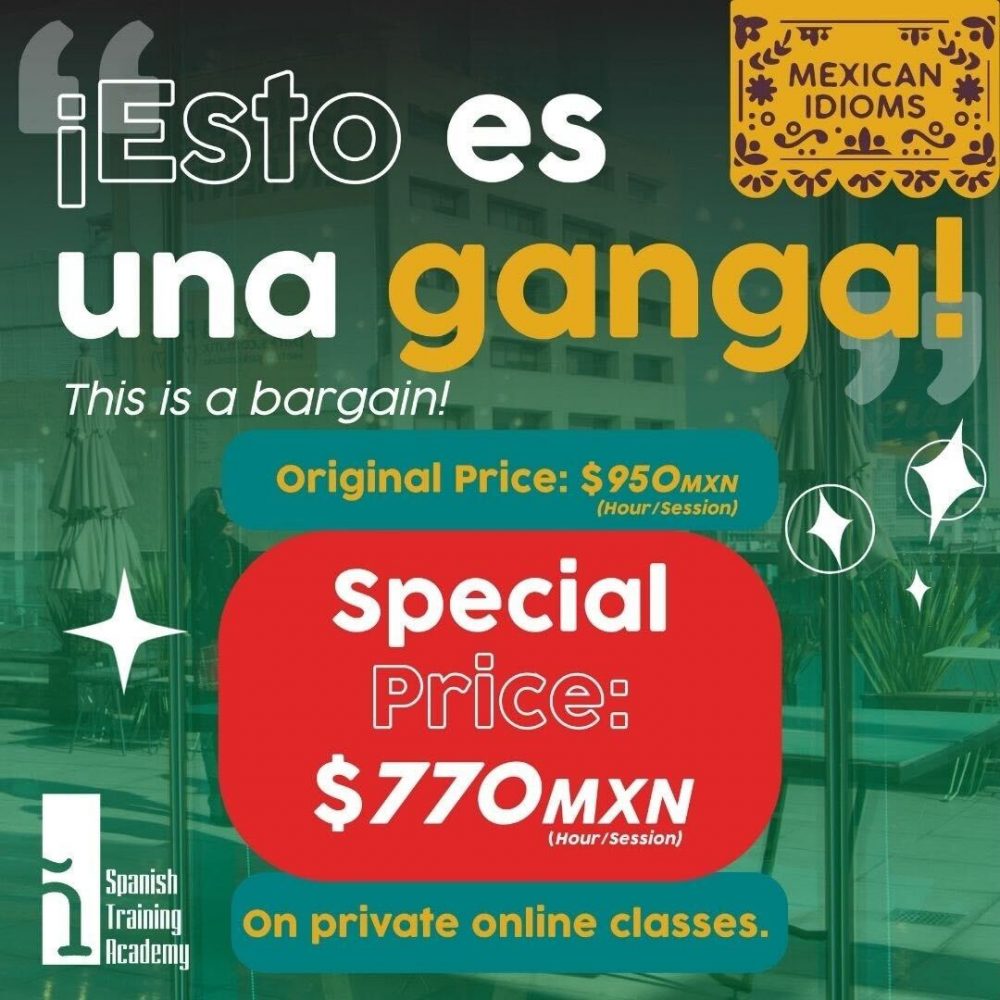 MEXICAN
IDIOMS
¡Esto es
una ganga!
This is a bargain!
Original Price: $950MXN
(Hour/Session)
Special
Price:
$770MXN
(Hour/Session)
On private online classes.
ñ
Spanish
Training
Academy